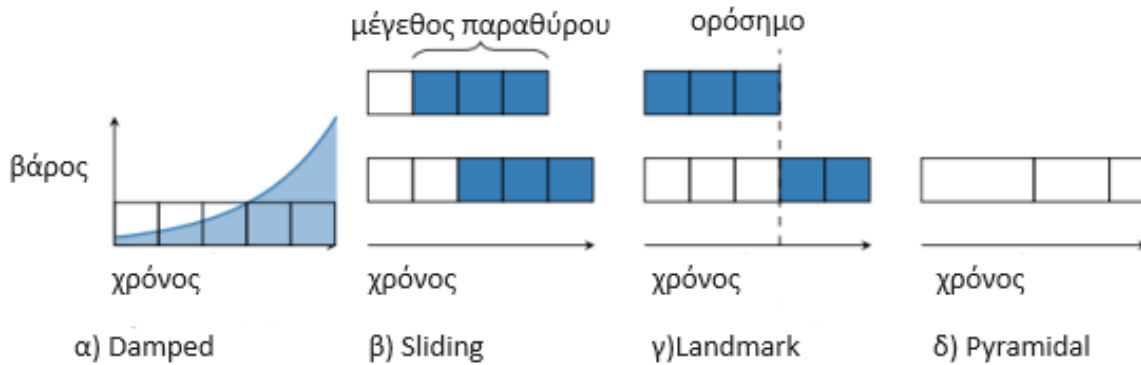 μέγεθος παραθύρου
ορόσημο
βάρος
χρόνος
χρόνος
χρόνος
χρόνος
α) Damped
β) Sliding
γ)Landmark
δ) Pyramidal